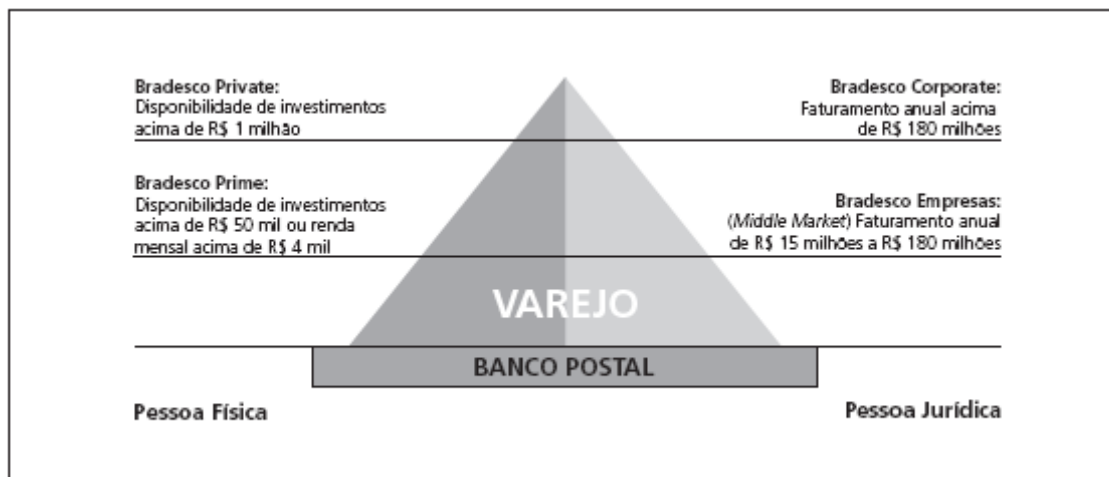 Bradesco Private:
Disponibilidade de investimentos
acima de R$ 1 milhão
Bradesco Corporate:
Faturamento anual acima
de R$ 180 milhões
Bradesco Prime:
Disponibilidade de investimentos
acima de R$ 50 mil ou renda
mensal acima de R$ 4 mil
Bradesco Empresas:
(Middle Market) Faturamento anual
de R$ 15 milhões a R$ 180 milhões
VAREJO
BANCO POSTAL
Pessoa Física
Pessoa Jurídica